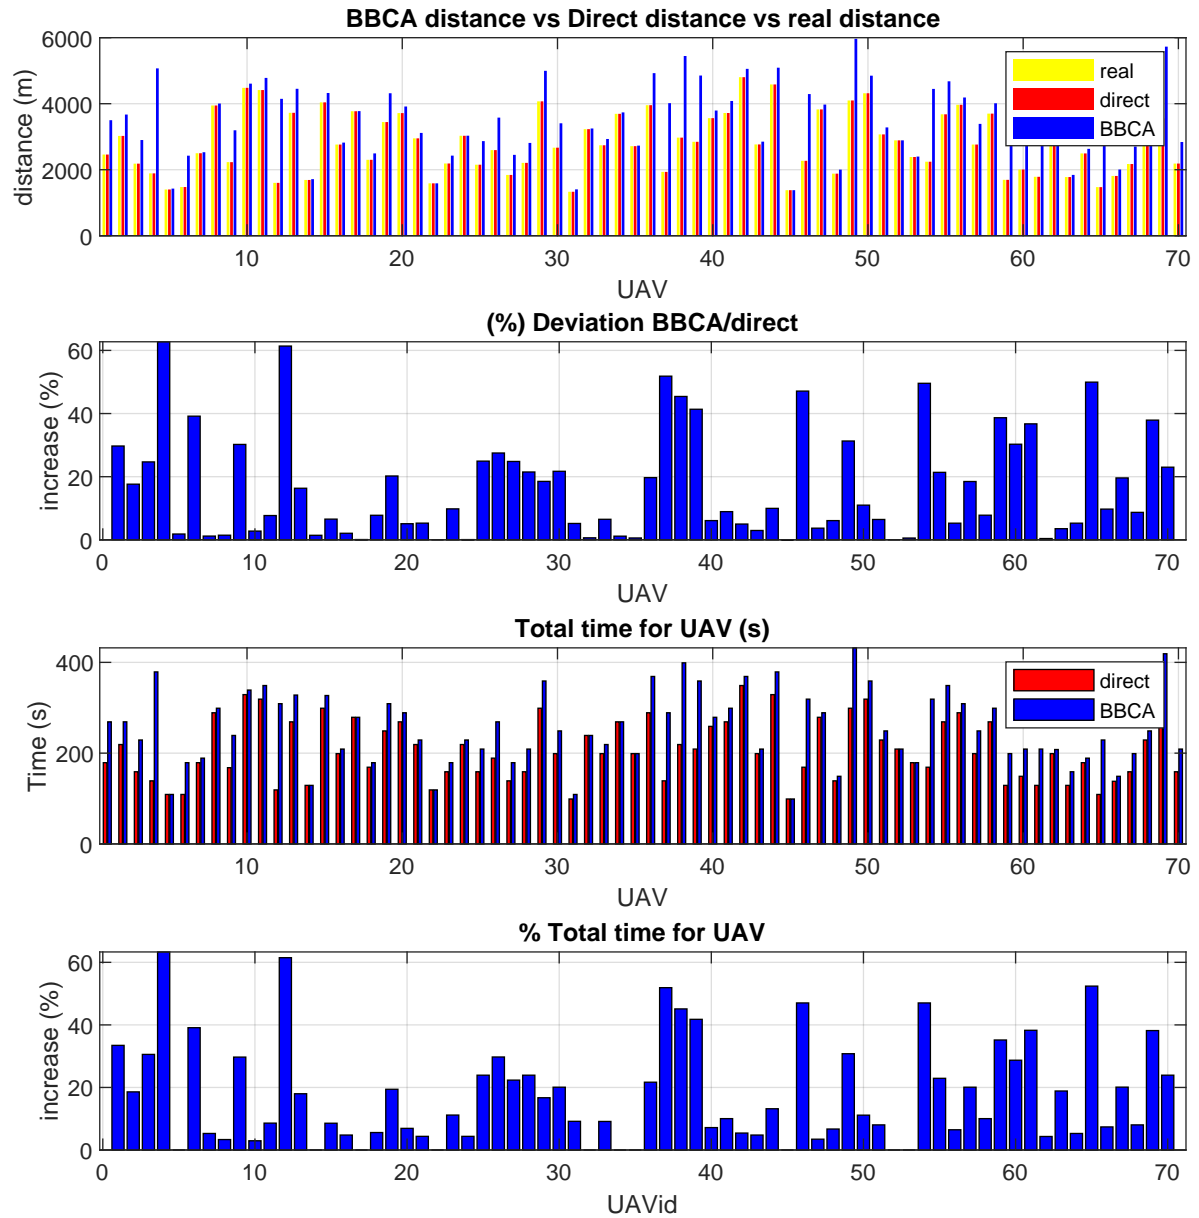 BBCA distance vs Direct distance vs real distance
6000
4000
2000
0
distance (m)
real
direct
BBCA
10 20 30 40 50 60 70
UAV
(%) Deviation BBCA/direct
60
40
20
0
increase (%)
0 10 20 30 40 50 60 70
UAV
Total time for UAV (s)
400
200
0
Time (s)
direct
BBCA
10 20 30 40 50 60 70
UAV
% Total time for UAV
60
40
20
0
increase (%)
0 10 20 30 40 50 60 70
UAVid